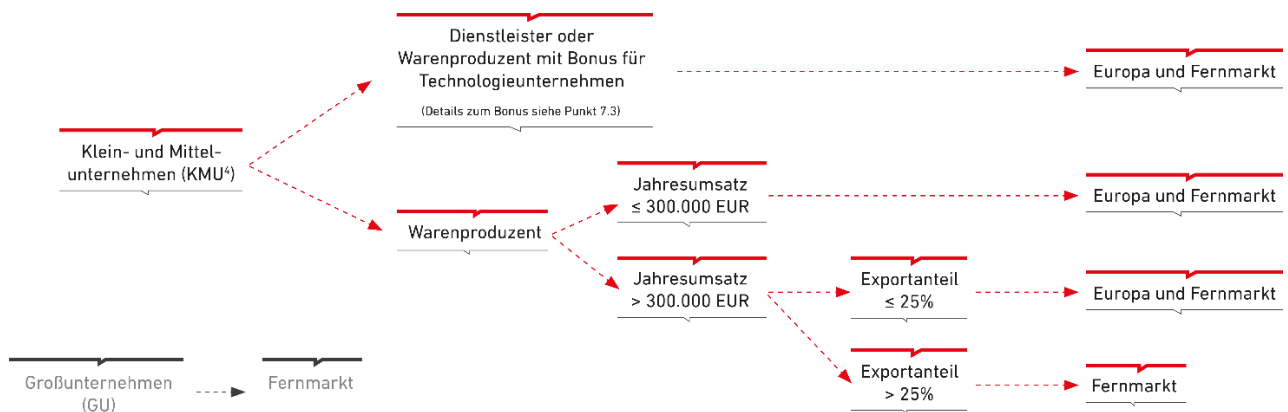 Dienstleister oder
Warenproduzent mit Bonus für
Technologieunternehmen
(Details zum Bonus siehe Punkt 7.3)
Europa und Fernmarkt
Klein- und Mittel-
unternehmen (KMU⁴)
Jahresumsatz
≤ 300.000 EUR
Europa und Fernmarkt
Warenproduzent
Jahresumsatz
> 300.000 EUR
Exportanteil
≤ 25%
Europa und Fernmarkt
Großunternehmen
(GU)
Fernmarkt
Exportanteil
> 25%
Fernmarkt